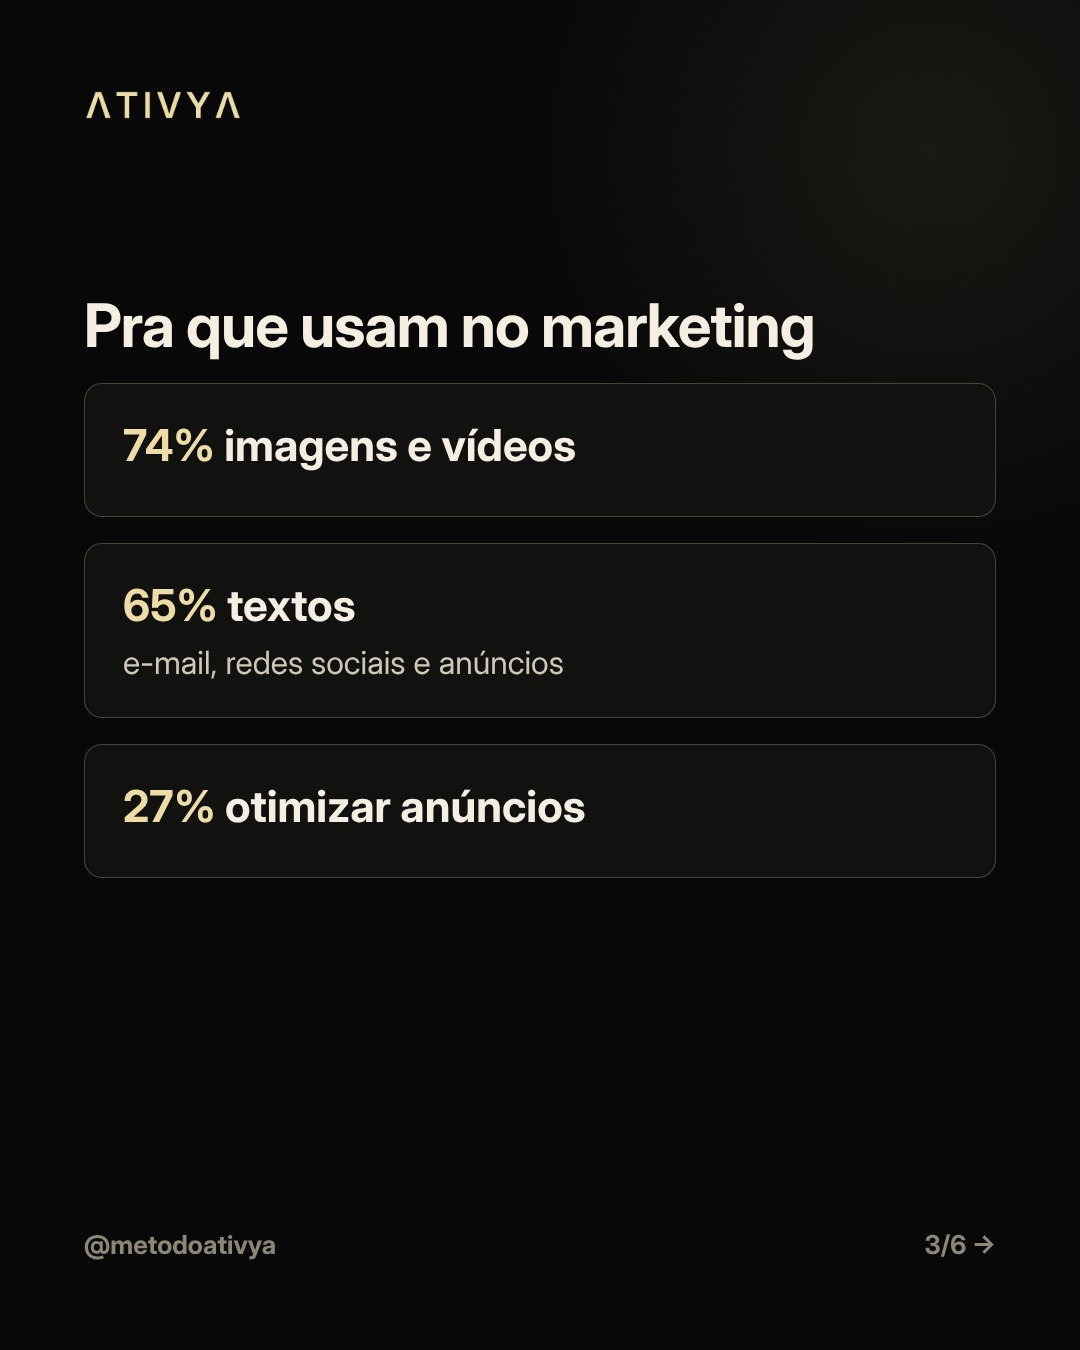 ATIVYA
Pra que usam no marketing
74% imagens e vídeos
65% textos
e-mail, redes sociais e anúncios
27% otimizar anúncios
@metodoativya
3/6 →